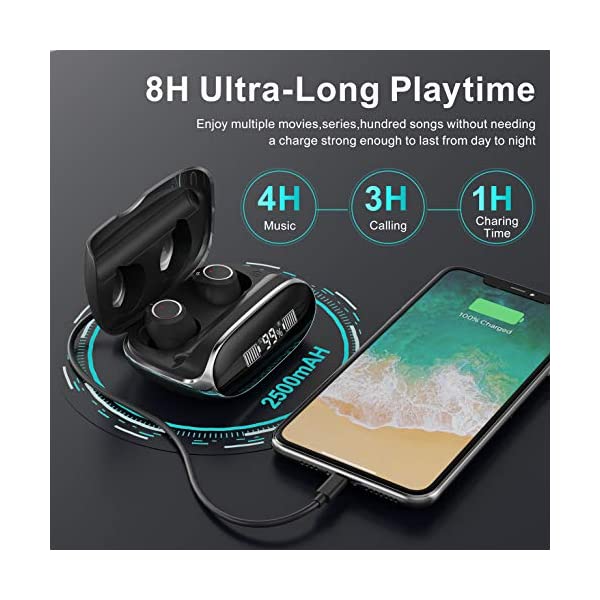 8H Ultra-Long Playtime
Enjoy multiple movies,series,hundred songs without needing
a charge strong enough to last from day to night
4H
Music
3H
Calling
1H
Charing
Time
99%
2500mAH
100% Charged